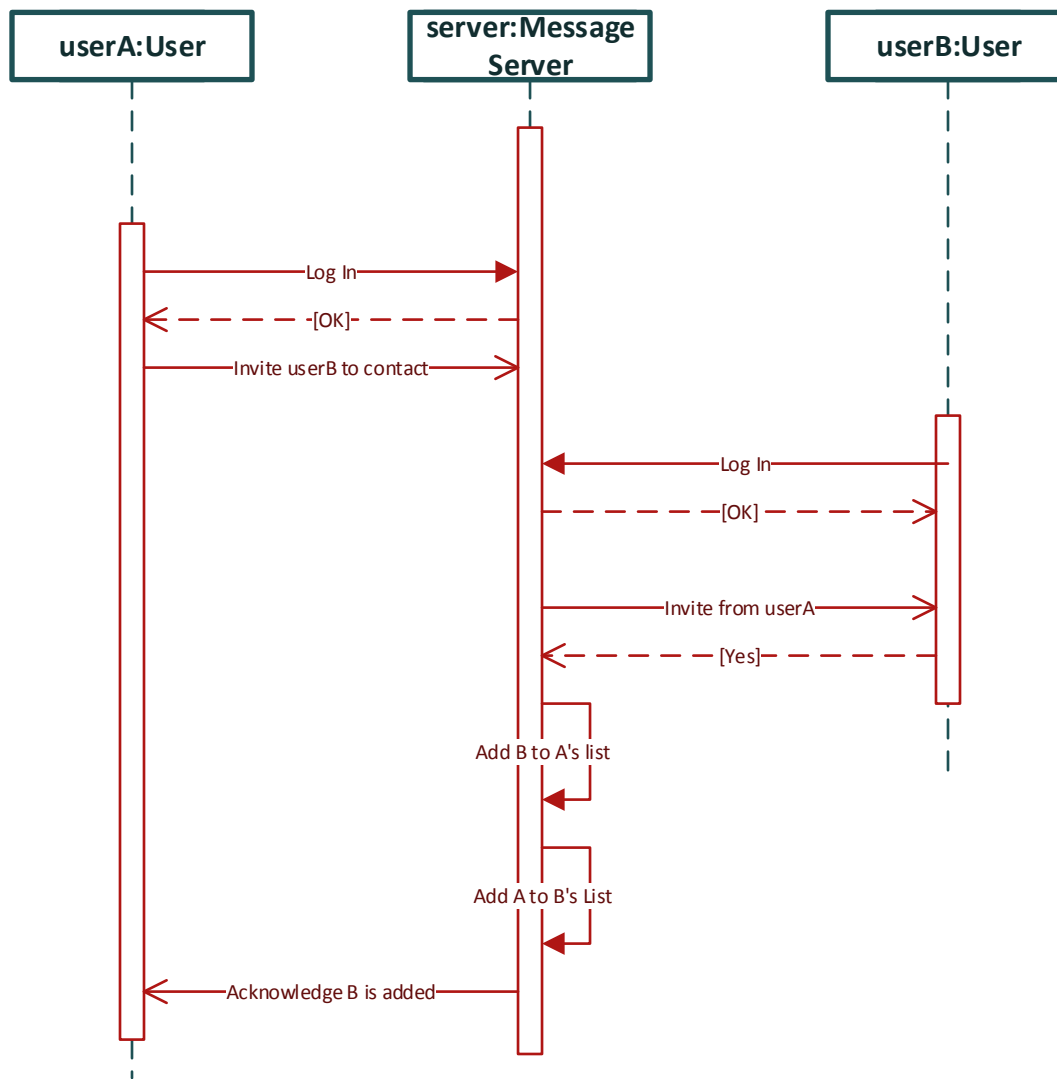 userA:User
server:Message
Server
userB:User
Log In
[OK]
Invite userB to contact
Log In
[OK]
Invite from userA
[Yes]
Add B to A's list
Add A to B's List
Acknowledge B is added